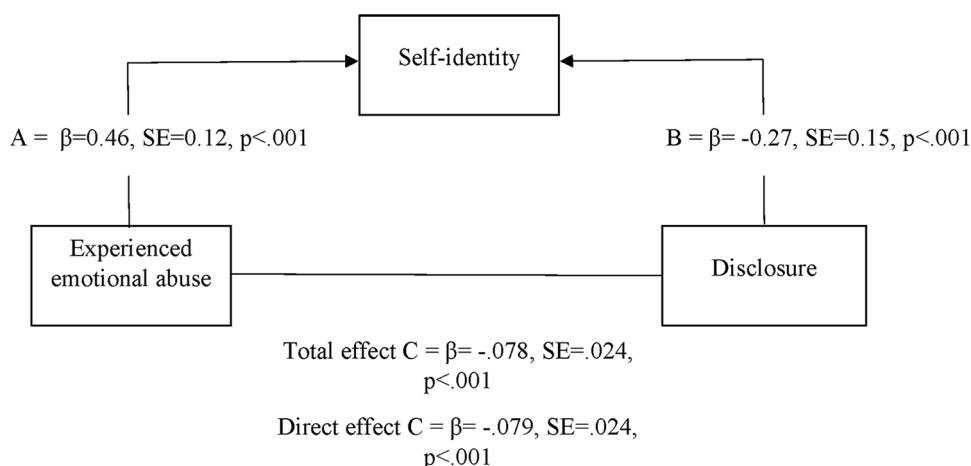 Self-identity
A =  β=0.46, SE=0.12, p<.001
B = β= -0.27, SE=0.15, p<.001
Experienced
emotional abuse
Disclosure
Total effect C = β= -.078, SE=.024,
p<.001
Direct effect C = β= -.079, SE=.024,
p<.001